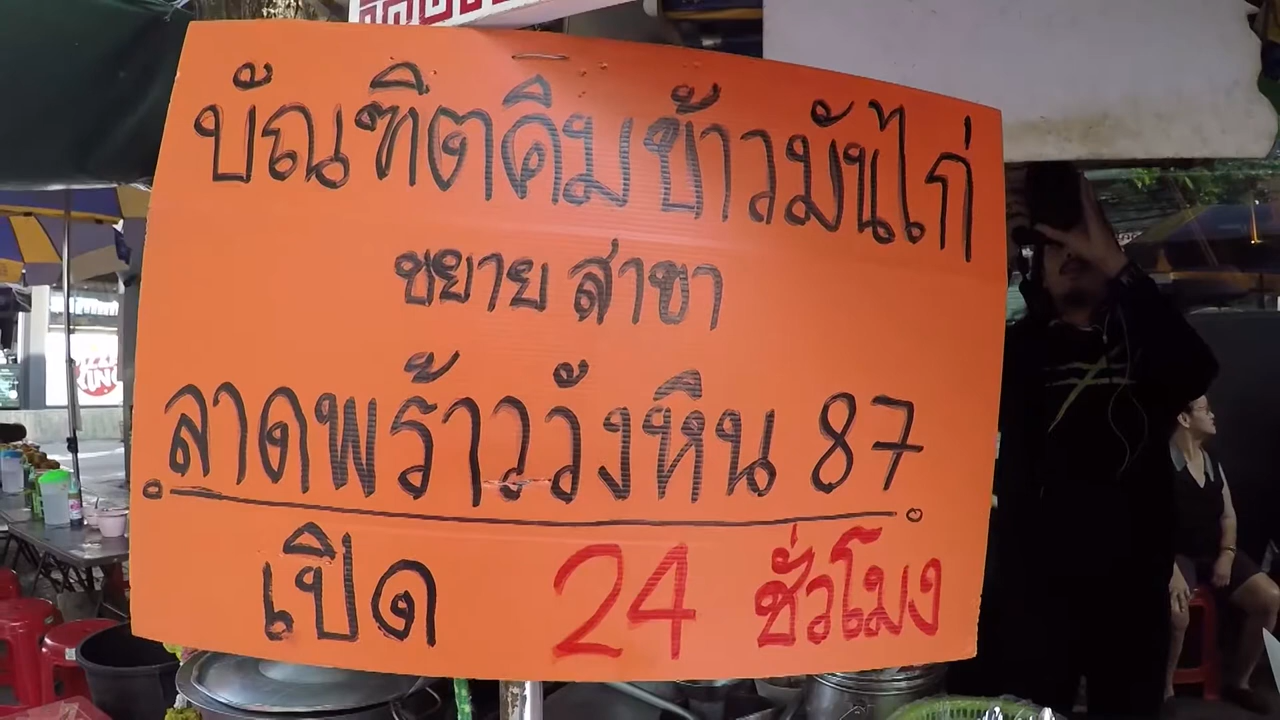 บัณฑิตคิมข้าวมันไก่
ขยาย สาขา
ลาดพร้าววังหิน 87
เปิด 24 ชั่วโมง
KING